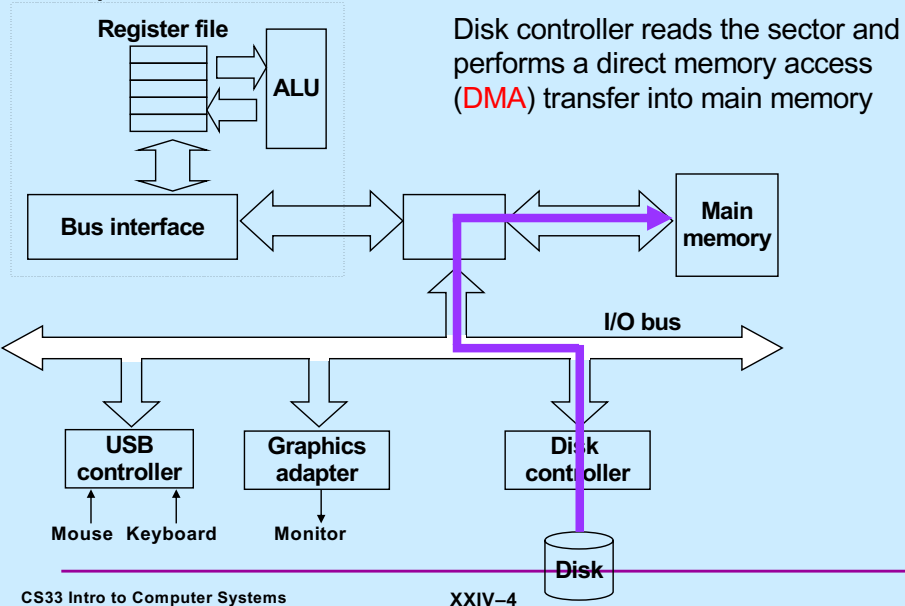 Register file
ALU
Disk controller reads the sector and
performs a direct memory access
(DMA) transfer into main memory
Bus interface
Main
memory
I/O bus
USB
controller
Graphics
adapter
Disk
controller
Mouse Keyboard
Monitor
Disk
CS33 Intro to Computer Systems
XXIV–4